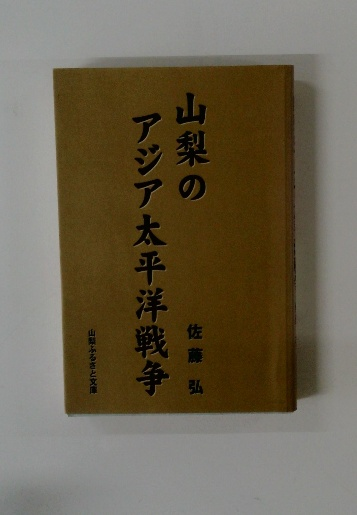 山梨の
アジア太平洋戦争
佐藤弘
山梨ふるさと文庫